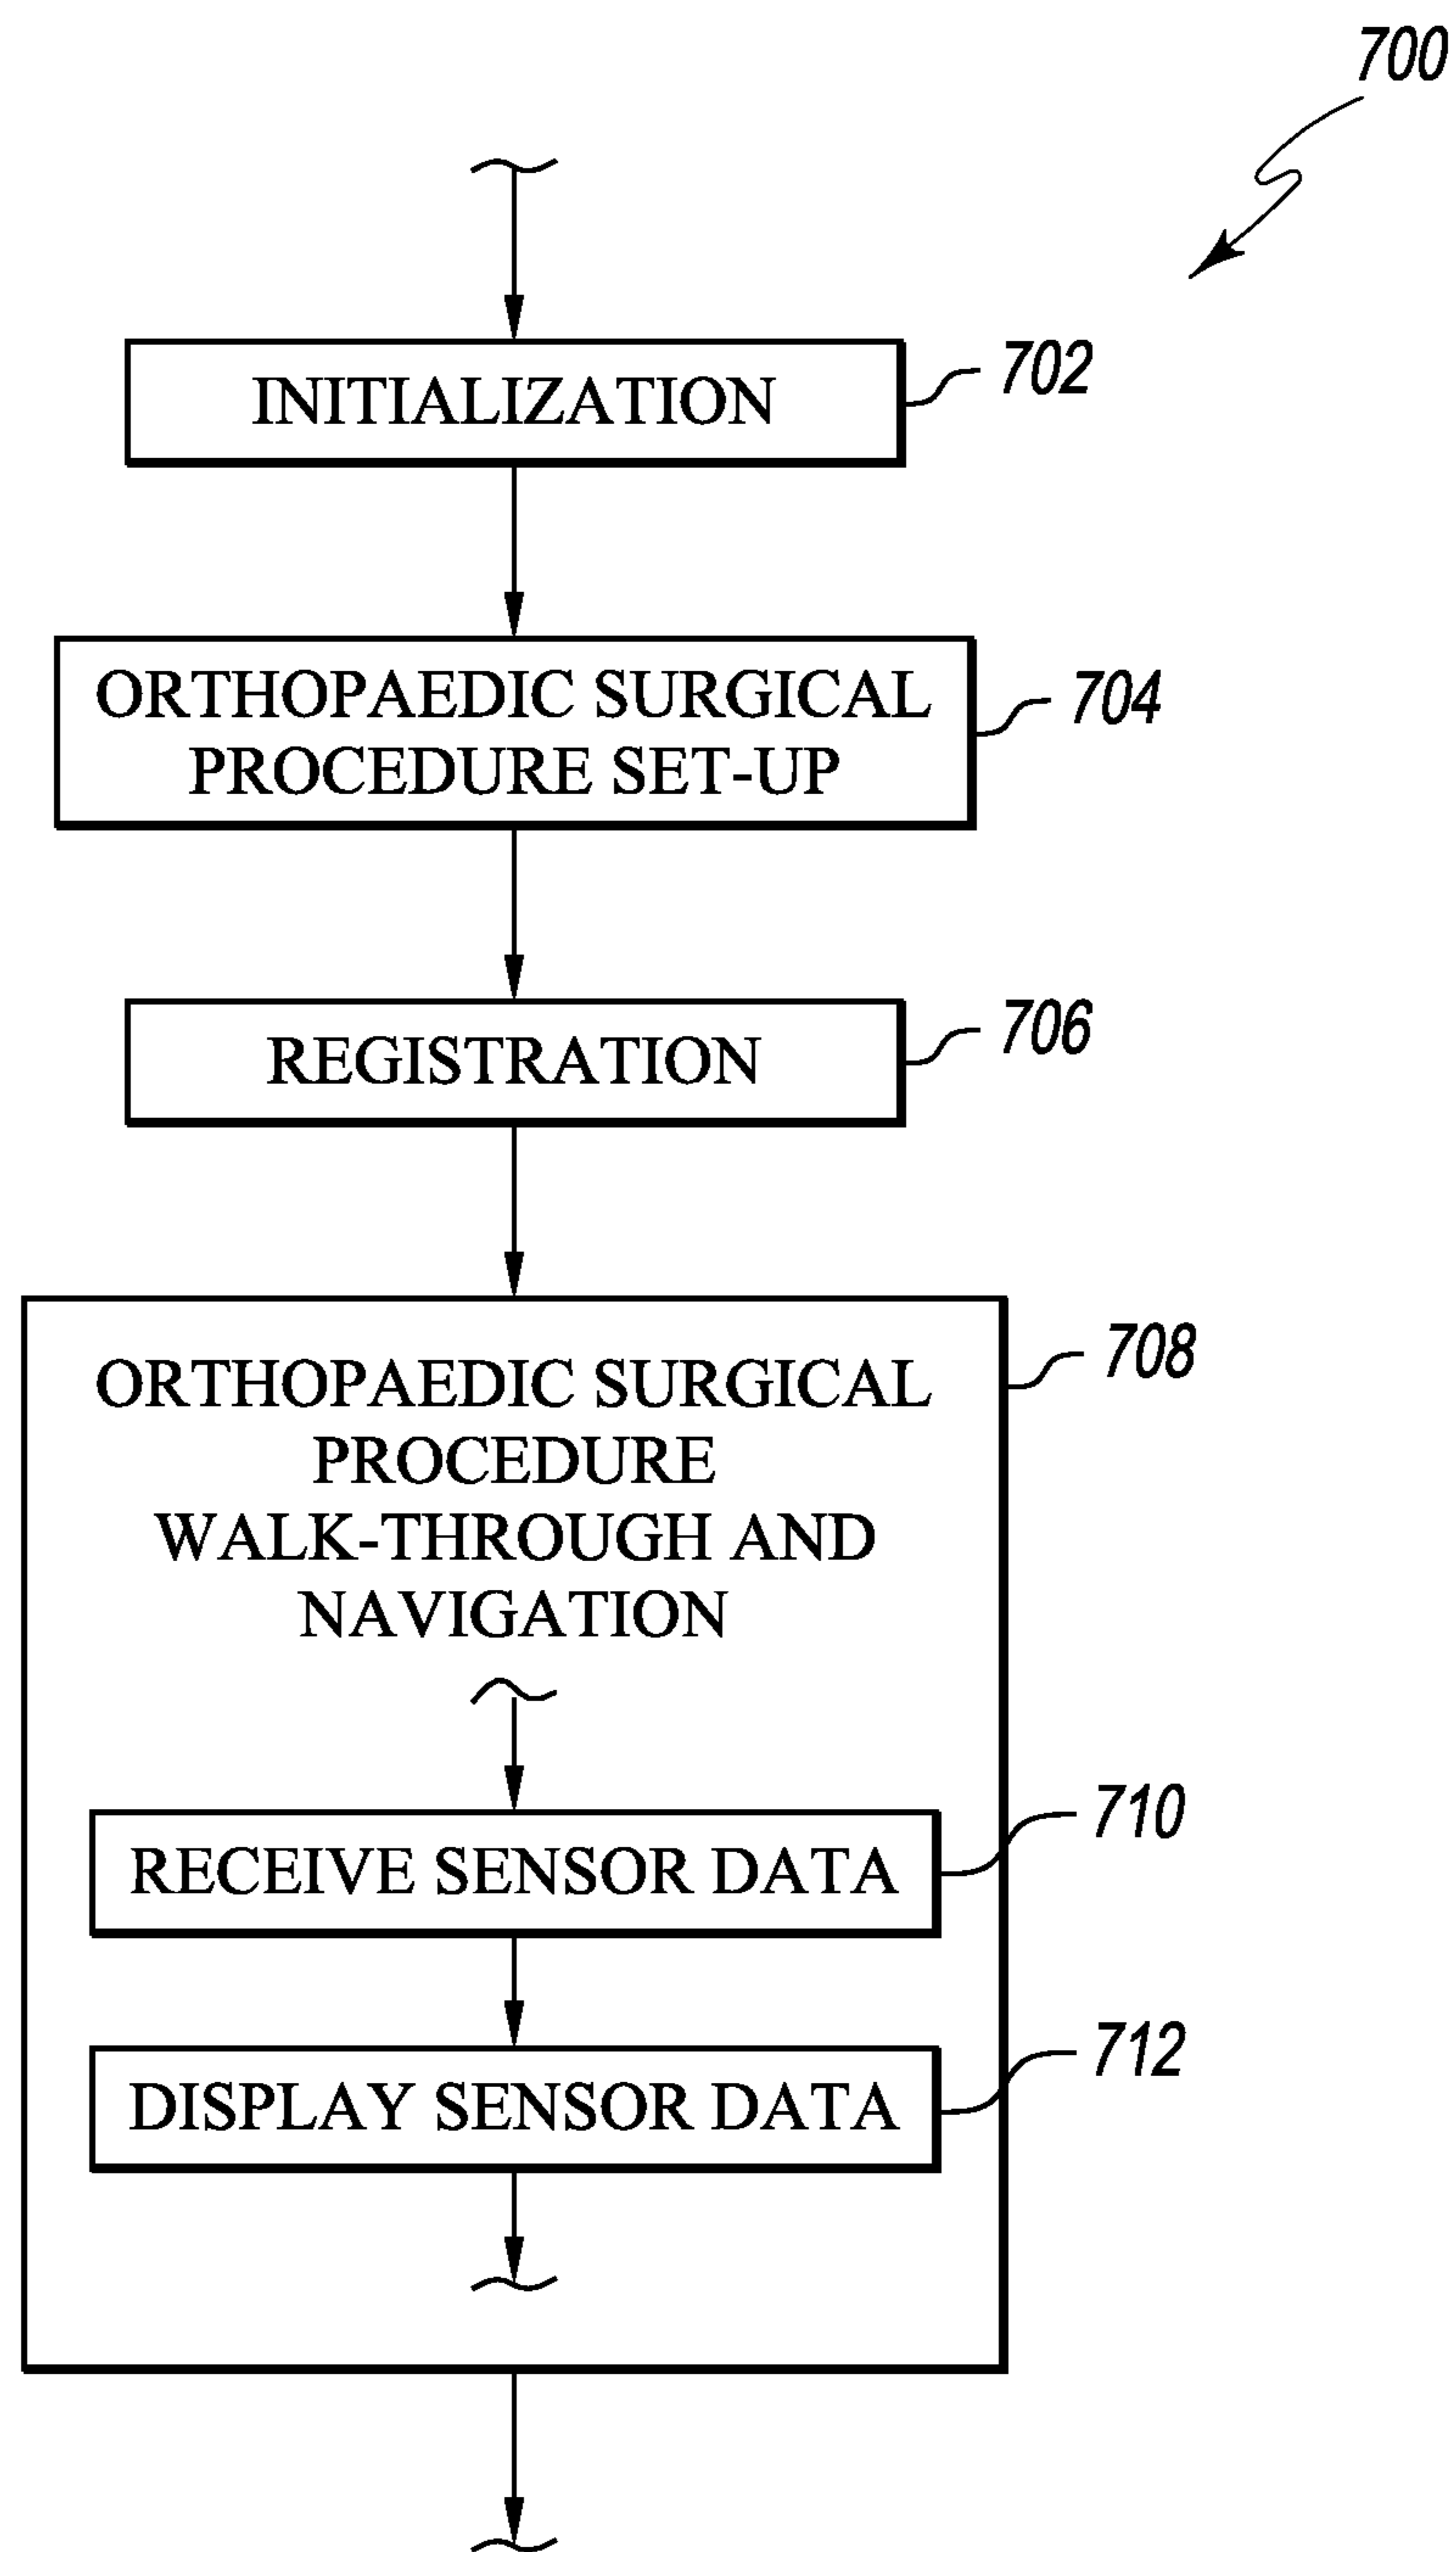 700
INITIALIZATION
702
ORTHOPAEDIC SURGICAL
PROCEDURE SET-UP
704
REGISTRATION
706
ORTHOPAEDIC SURGICAL
PROCEDURE
WALK-THROUGH AND
NAVIGATION
708
RECEIVE SENSOR DATA
710
DISPLAY SENSOR DATA
712